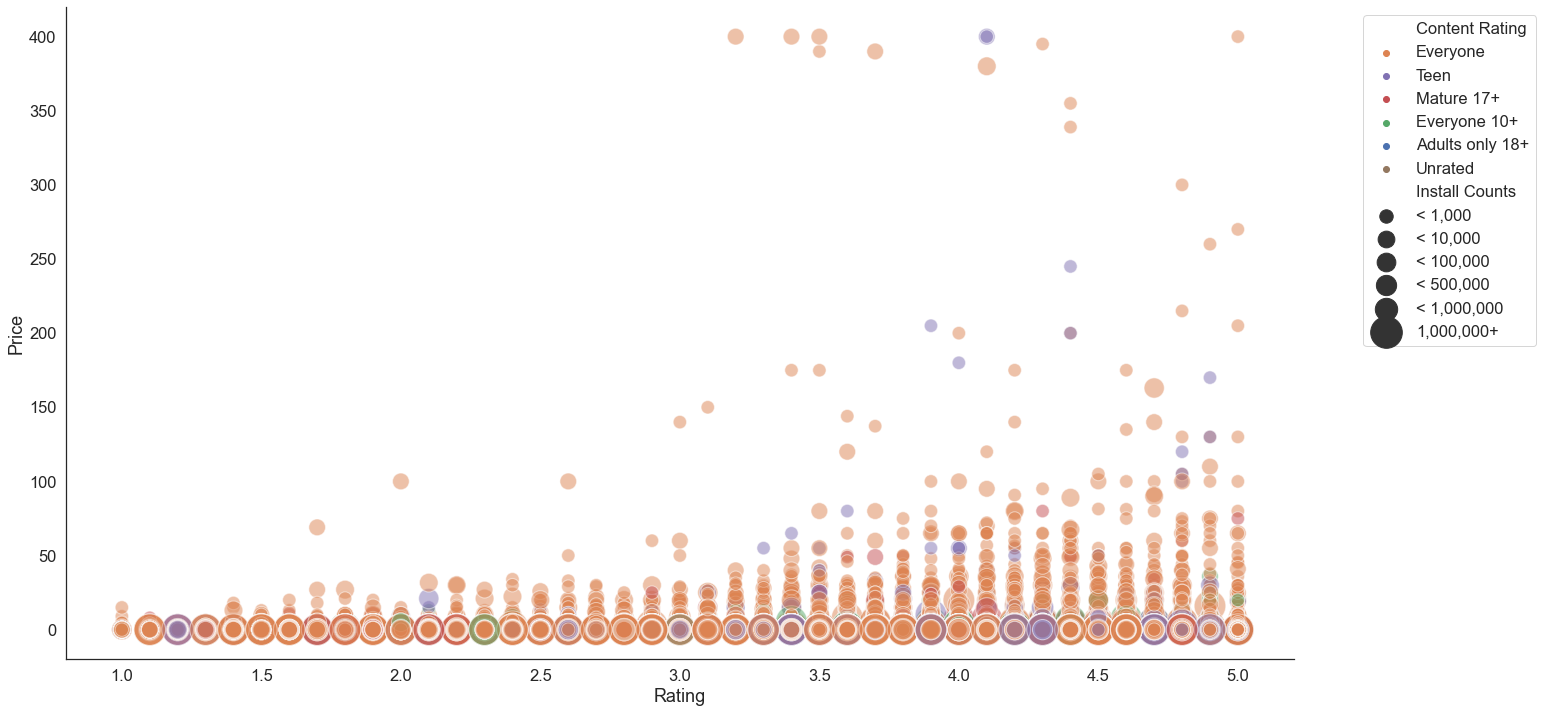 400
350
300
250
200
150
100
50
0
Price
1.0
1.5
2.0
2.5
3.0
3.5
4.0
4.5
5.0
Rating
Content Rating
Everyone
Teen
Mature 17+
Everyone 10+
Adults only 18+
Unrated
Install Counts
< 1,000
< 10,000
< 100,000
< 500,000
< 1,000,000
1,000,000+